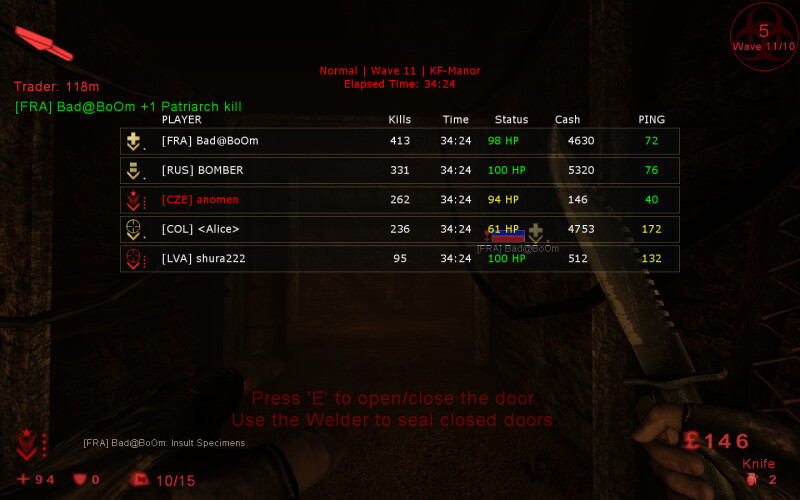 5
Wave 11/10
Normal | Wave 11 | KF-Manor
Elapsed Time: 34:24
Trader: 118m
[FRA] Bad@BoOm +1 Patriarch kill
PLAYER Kills Time Status Cash PING
[FRA] Bad@BoOm 413 34:24 98 HP 4630 72
[RUS] BOMBER 331 34:24 100 HP 5320 76
[CZE] anomen 262 34:24 94 HP 146 40
[COL] <Alice> 236 34:24 61 HP 4753 172
[FRA] Bad@BoOm
[LVA] shura222 95 34:24 100 HP 512 132
Press 'E' to open/close the door
Use the Welder to seal closed doors
[FRA] Bad@BoOm: Insult Specimens
£146
Knife
94 0 10/15 2